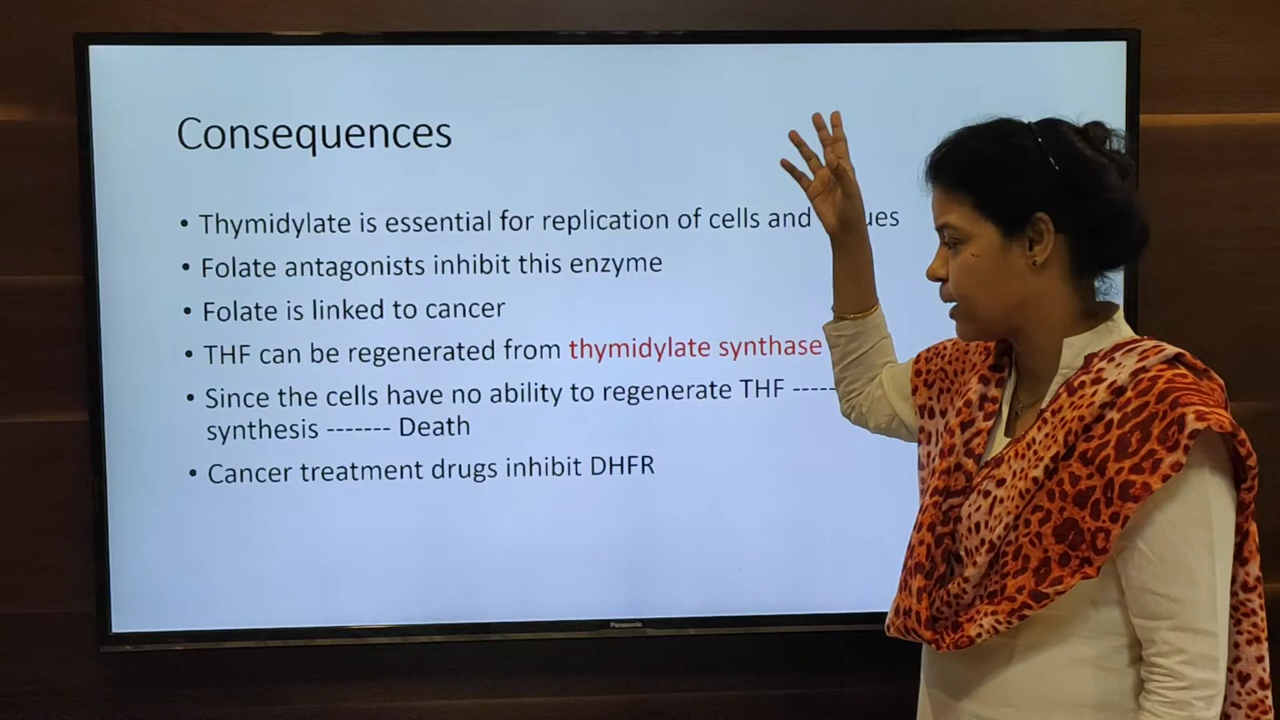 Consequences
• Thymidylate is essential for replication of cells and
• Folate antagonists inhibit this enzyme
• Folate is linked to cancer
• THF can be regenerated from thymidylate synthase
• Since the cells have no ability to regenerate THF -----
synthesis ------- Death
• Cancer treatment drugs inhibit DHFR
Panasonic